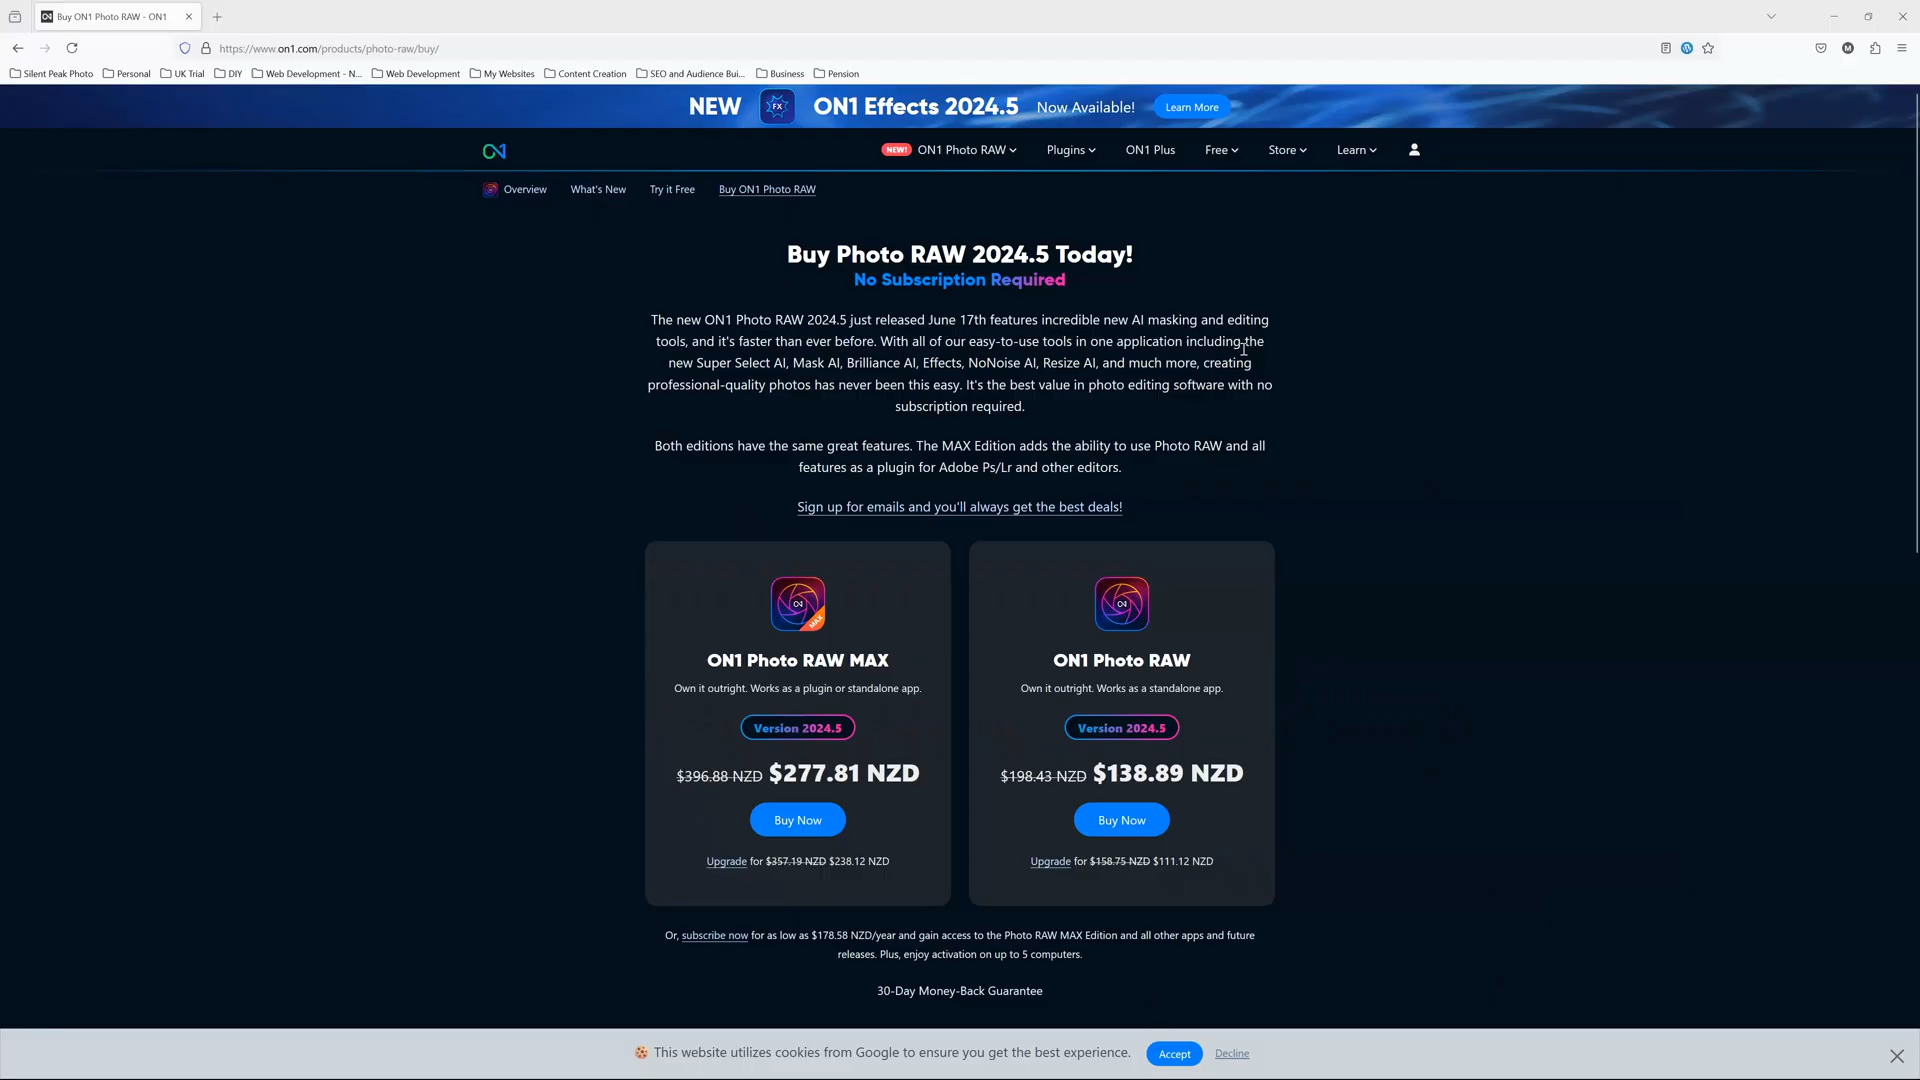 Buy ON1 Photo RAW - ON1
https://www.on1.com/products/photo-raw/buy/
Silent Peak Photo Personal UK Trial DIY Web Development - N... Web Development My Websites Content Creation SEO and Audience Bui... Business Pension
NEW FX ON1 Effects 2024.5 Now Available! Learn More
NEW! ON1 Photo RAW Plugins ON1 Plus Free Store Learn
Overview What's New Try it Free Buy ON1 Photo RAW
Buy Photo RAW 2024.5 Today!
No Subscription Required
The new ON1 Photo RAW 2024.5 just released June 17th features incredible new AI masking and editing
tools, and it's faster than ever before. With all of our easy-to-use tools in one application including the
new Super Select AI, Mask AI, Brilliance AI, Effects, NoNoise AI, Resize AI, and much more, creating
professional-quality photos has never been this easy. It's the best value in photo editing software with no
subscription required.
Both editions have the same great features. The MAX Edition adds the ability to use Photo RAW and all
features as a plugin for Adobe Ps/Lr and other editors.
Sign up for emails and you'll always get the best deals!
MAX
ON1 Photo RAW MAX
Own it outright. Works as a plugin or standalone app.
Version 2024.5
$396.88 NZD $277.81 NZD
Buy Now
Upgrade for $357.19 NZD $238.12 NZD
ON1 Photo RAW
Own it outright. Works as a standalone app.
Version 2024.5
$198.43 NZD $138.89 NZD
Buy Now
Upgrade for $158.75 NZD $111.12 NZD
Or, subscribe now for as low as $178.58 NZD/year and gain access to the Photo RAW MAX Edition and all other apps and future
releases. Plus, enjoy activation on up to 5 computers.
30-Day Money-Back Guarantee
This website utilizes cookies from Google to ensure you get the best experience. Accept Decline